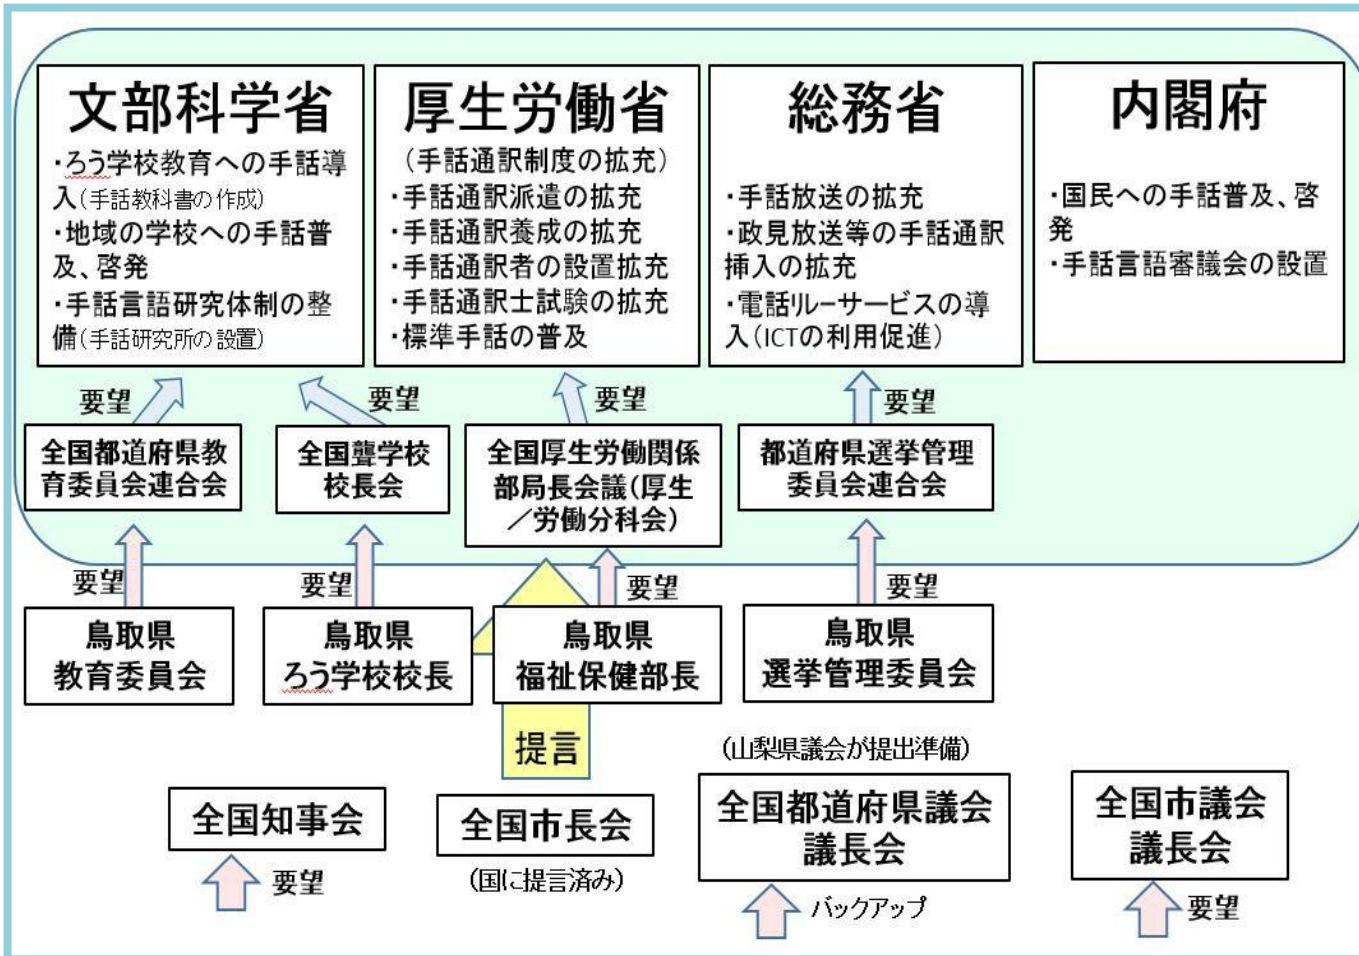 文部科学省
・ろう学校教育への手話導
入(手話教科書の作成)
・地域の学校への手話普
及、啓発
・手話言語研究体制の整
備(手話研究所の設置)
厚生労働省
(手話通訳制度の拡充)
・手話通訳派遣の拡充
・手話通訳養成の拡充
・手話通訳者の設置拡充
・手話通訳士試験の拡充
・標準手話の普及
総務省
・手話放送の拡充
・政見放送等の手話通訳
挿入の拡充
・電話リレーサービスの導
入(ICTの利用促進)
内閣府
・国民への手話普及、啓
発
・手話言語審議会の設置
要望
要望
要望
要望
全国都道府県教
育委員会連合会
全国聾学校
校長会
全国厚生労働関係
部局長会議(厚生
／労働分科会)
都道府県選挙管理
委員会連合会
要望
要望
要望
要望
鳥取県
教育委員会
鳥取県
ろう学校校長
鳥取県
福祉保健部長
鳥取県
選挙管理委員会
提言
(山梨県議会が提出準備)
全国知事会
全国市長会
全国都道府県議会
議長会
全国市議会
議長会
要望
(国に提言済み)
バックアップ
要望